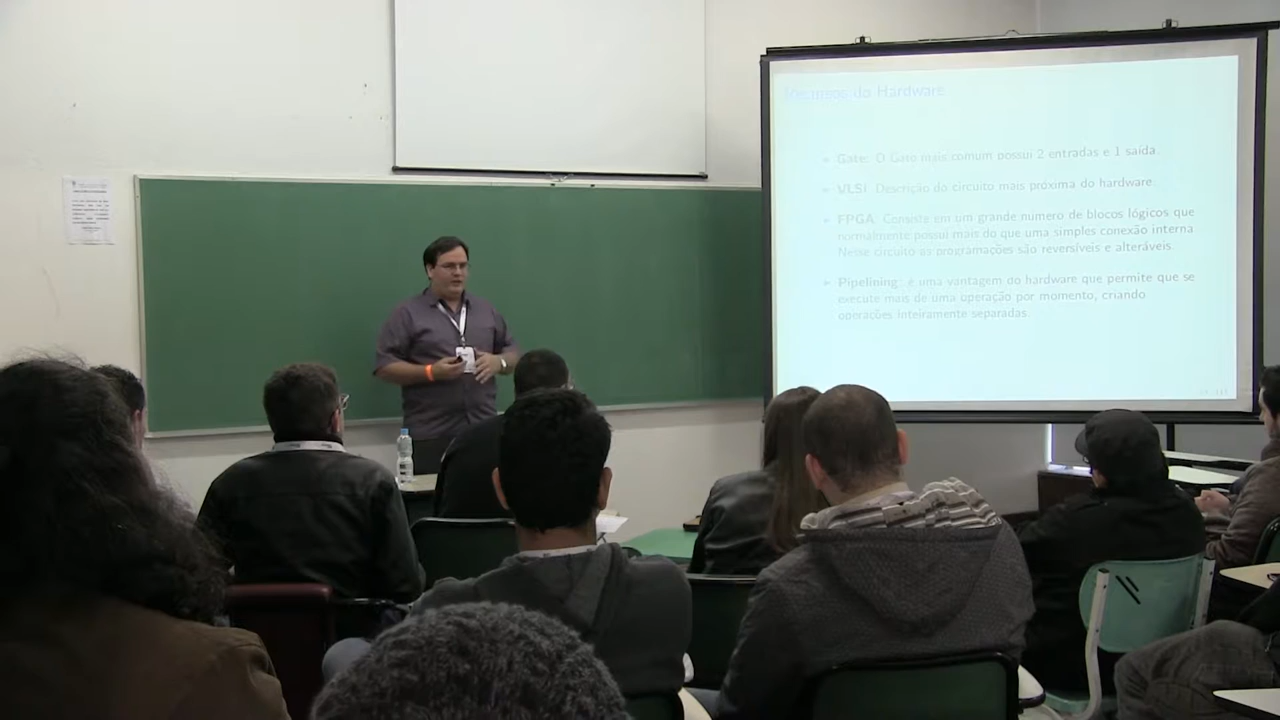 Recursos do Hardware
Gate: O Gate mais comum possui 2 entradas e 1 saída.
VLSI: Descrição do circuito mais próxima do hardware.
FPGA: Consiste em um grande numero de blocos lógicos que
normalmente possui mais do que uma simples conexão interna
Nesse circuito as programações são reversíveis e alteráveis.
Pipelining: é uma vantagem do hardware que permite que se
execute mais de uma operação por momento, criando
operações inteiramente separadas.